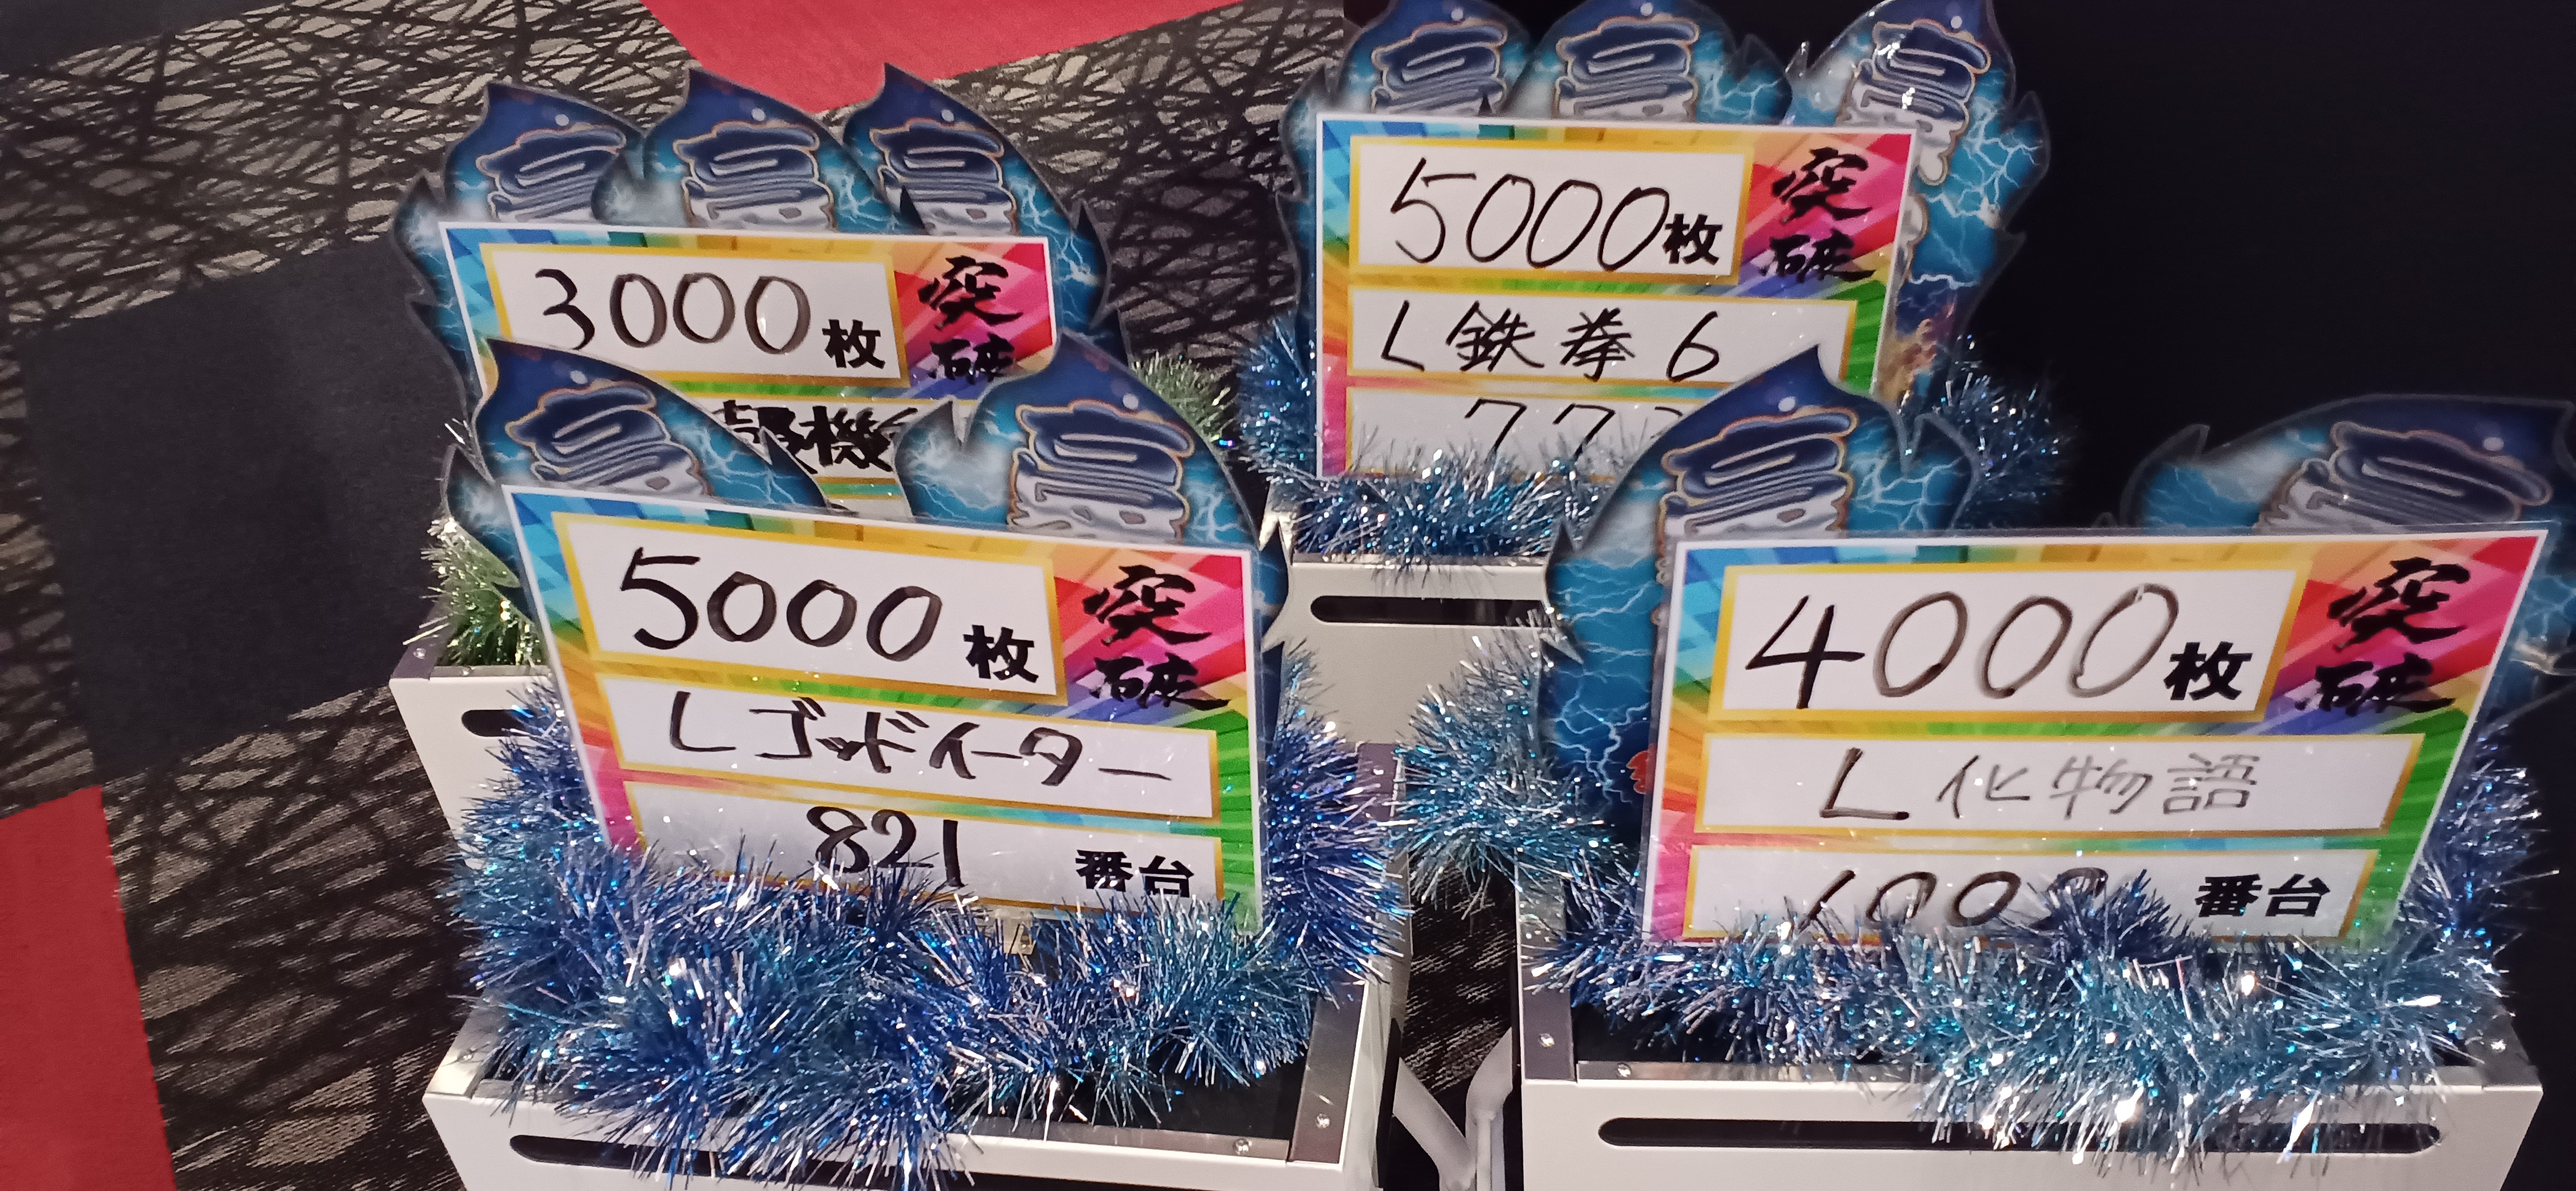 3000枚 突破
機
5000枚 突破
L鉄拳6
77
5000枚 突破
Lゴッドイーター
821 番台
4000枚 突破
L化物語
番台